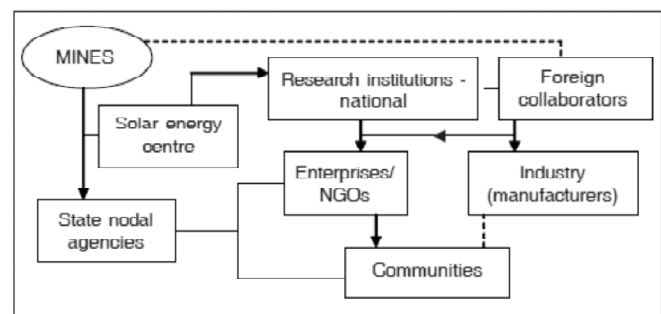 MINES
Research institutions -
national
Foreign
collaborators
Solar energy
centre
Enterprises/
NGOs
Industry
(manufacturers)
State nodal
agencies
Communities